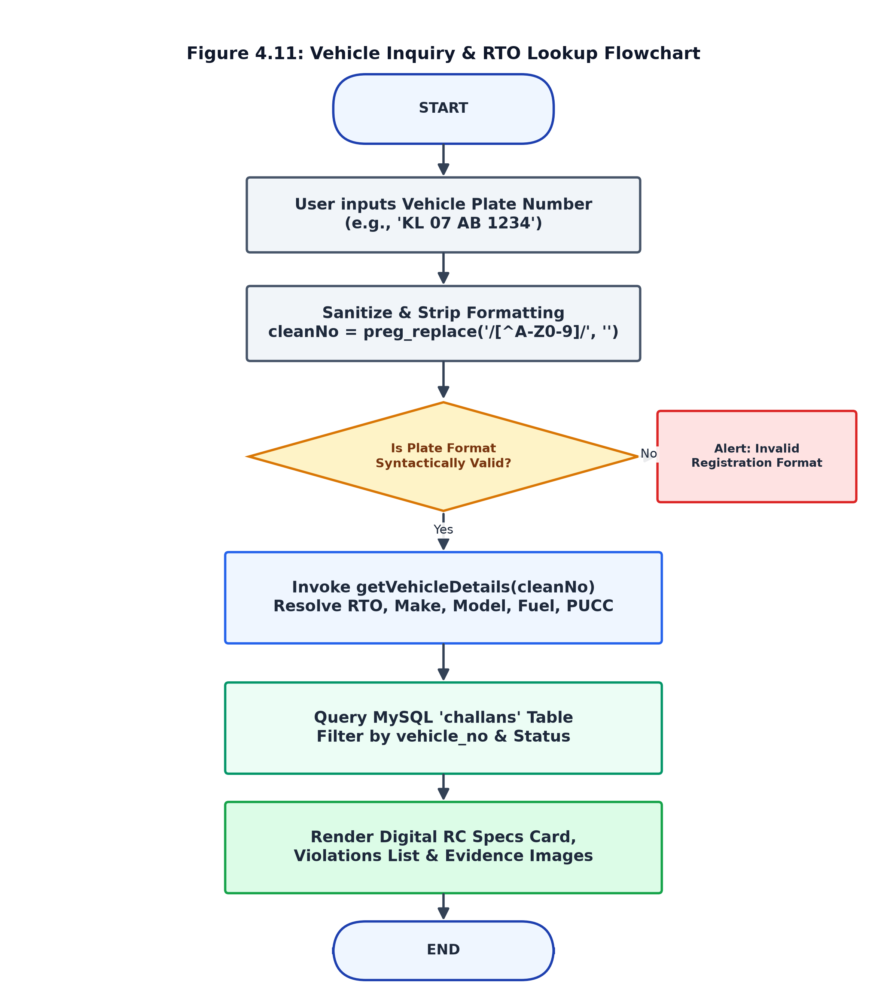 Figure 4.11: Vehicle Inquiry & RTO Lookup Flowchart
START
User inputs Vehicle Plate Number
(e.g., 'KL 07 AB 1234')
Sanitize & Strip Formatting
cleanNo = preg_replace('/[^A-Z0-9]/', '')
Is Plate Format
Syntactically Valid?
No
Alert: Invalid
Registration Format
Yes
Invoke getVehicleDetails(cleanNo)
Resolve RTO, Make, Model, Fuel, PUCC
Query MySQL 'challans' Table
Filter by vehicle_no & Status
Render Digital RC Specs Card,
Violations List & Evidence Images
END